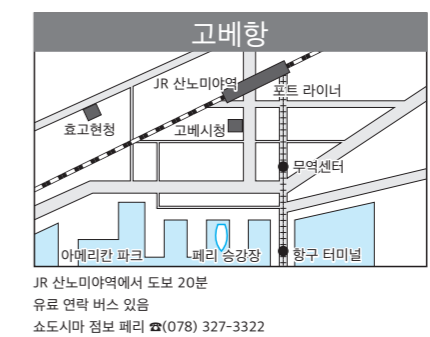 고베항
JR 산노미야역
포트 라이너
효고현청
고베시청
무역센터
아메리칸 파크
페리 승강장
항구 터미널
JR 산노미야역에서 도보 20분
유료 연락 버스 있음
쇼도시마 점보 페리 ☎(078) 327-3322